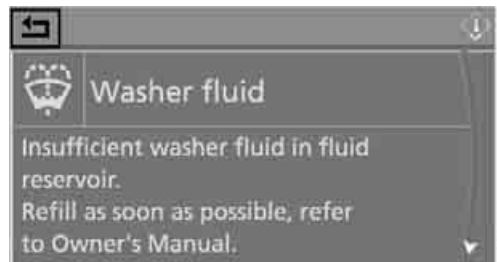 Washer fluid
Insufficient washer fluid in fluid
reservoir.
Refill as soon as possible, refer
to Owner's Manual.